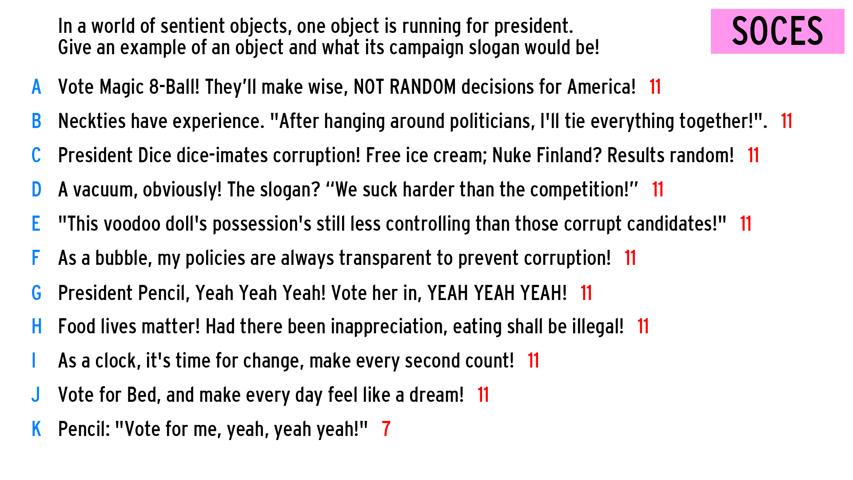 In a world of sentient objects, one object is running for president.
Give an example of an object and what its campaign slogan would be!
SOCES
A Vote Magic 8-Ball! They’ll make wise, NOT RANDOM decisions for America! 11
B Neckties have experience. "After hanging around politicians, I'll tie everything together!". 11
C President Dice dice-imates corruption! Free ice cream; Nuke Finland? Results random! 11
D A vacuum, obviously! The slogan? “We suck harder than the competition!” 11
E "This voodoo doll's possession's still less controlling than those corrupt candidates!" 11
F As a bubble, my policies are always transparent to prevent corruption! 11
G President Pencil, Yeah Yeah Yeah! Vote her in, YEAH YEAH YEAH! 11
H Food lives matter! Had there been inappreciation, eating shall be illegal! 11
I As a clock, it's time for change, make every second count! 11
J Vote for Bed, and make every day feel like a dream! 11
K Pencil: "Vote for me, yeah, yeah yeah!" 7